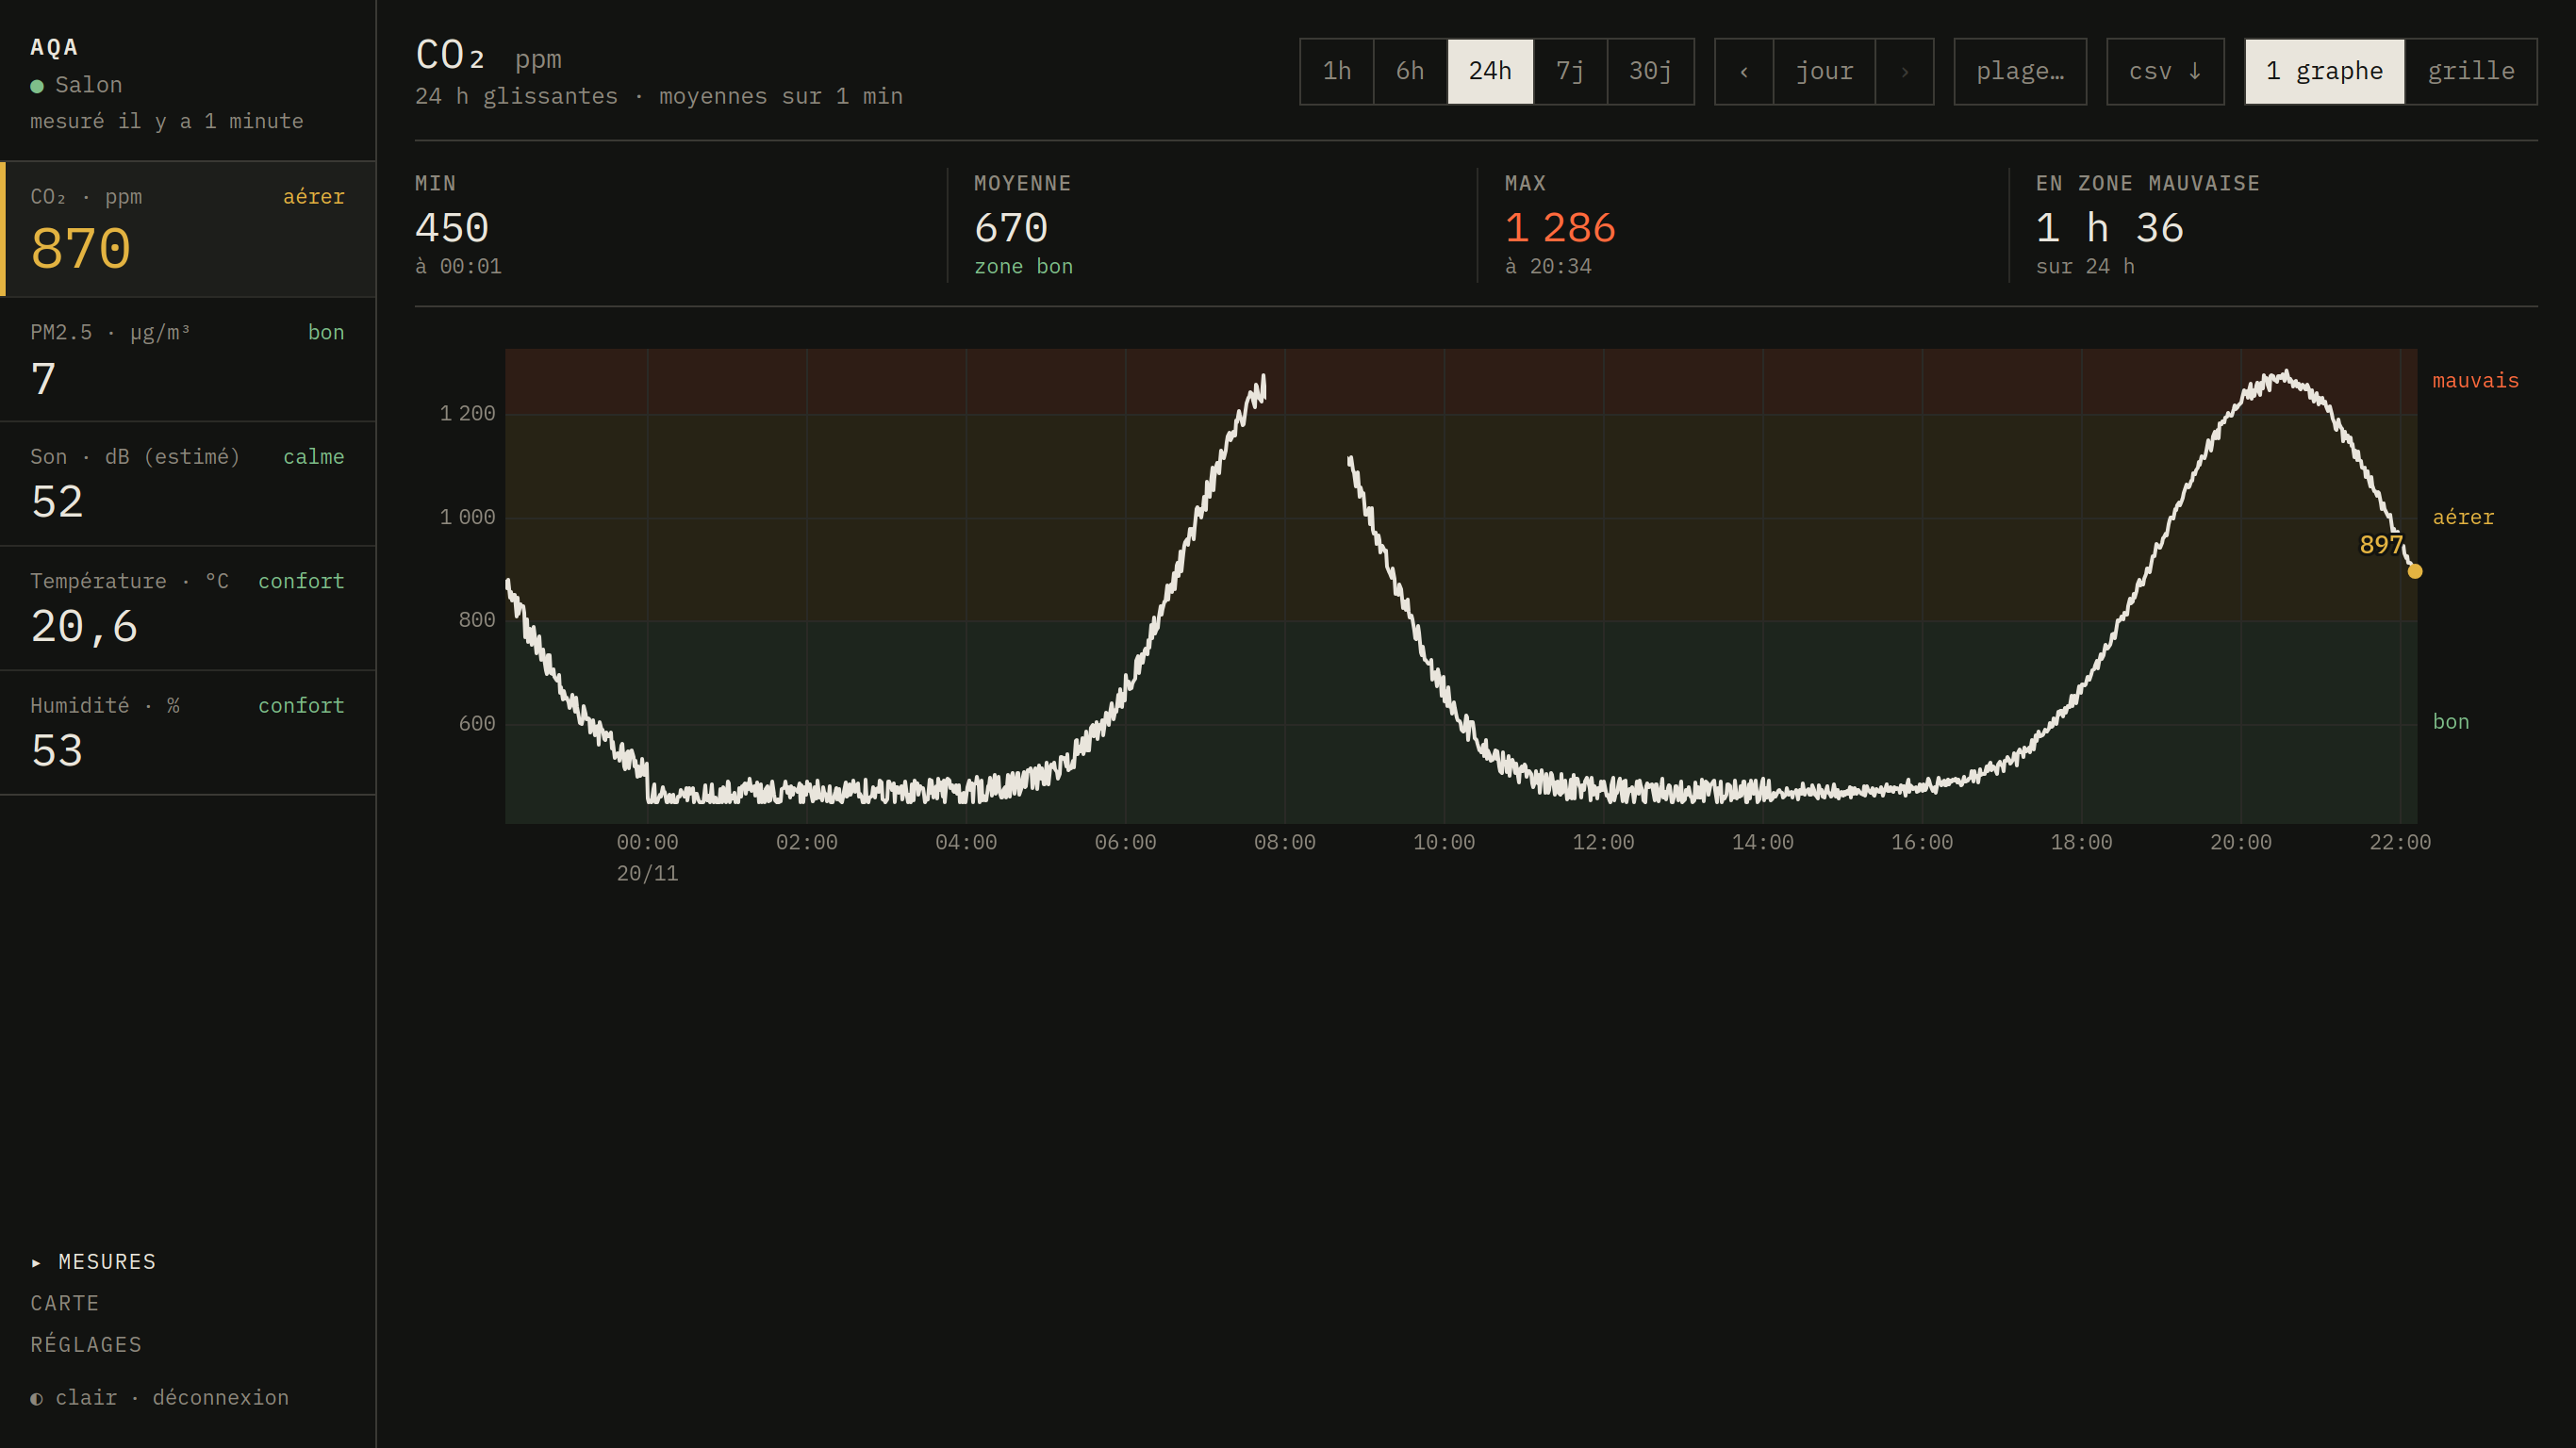 AQA
● Salon
mesuré il y a 1 minute
CO₂ · ppm aérer
870
PM2.5 · µg/m³ bon
7
Son · dB (estimé) calme
52
Température · °C confort
20,6
Humidité · % confort
53
▸ MESURES
CARTE
RÉGLAGES
◐ clair · déconnexion
CO₂ ppm
24 h glissantes · moyennes sur 1 min
1h 6h 24h 7j 30j ‹ jour › plage… csv ↓ 1 graphe grille
MIN
450
à 00:01
MOYENNE
670
zone bon
MAX
1 286
à 20:34
EN ZONE MAUVAISE
1 h 36
sur 24 h
1 200
1 000
800
600
mauvais
aérer
897
bon
00:00 02:00 04:00 06:00 08:00 10:00 12:00 14:00 16:00 18:00 20:00 22:00
20/11